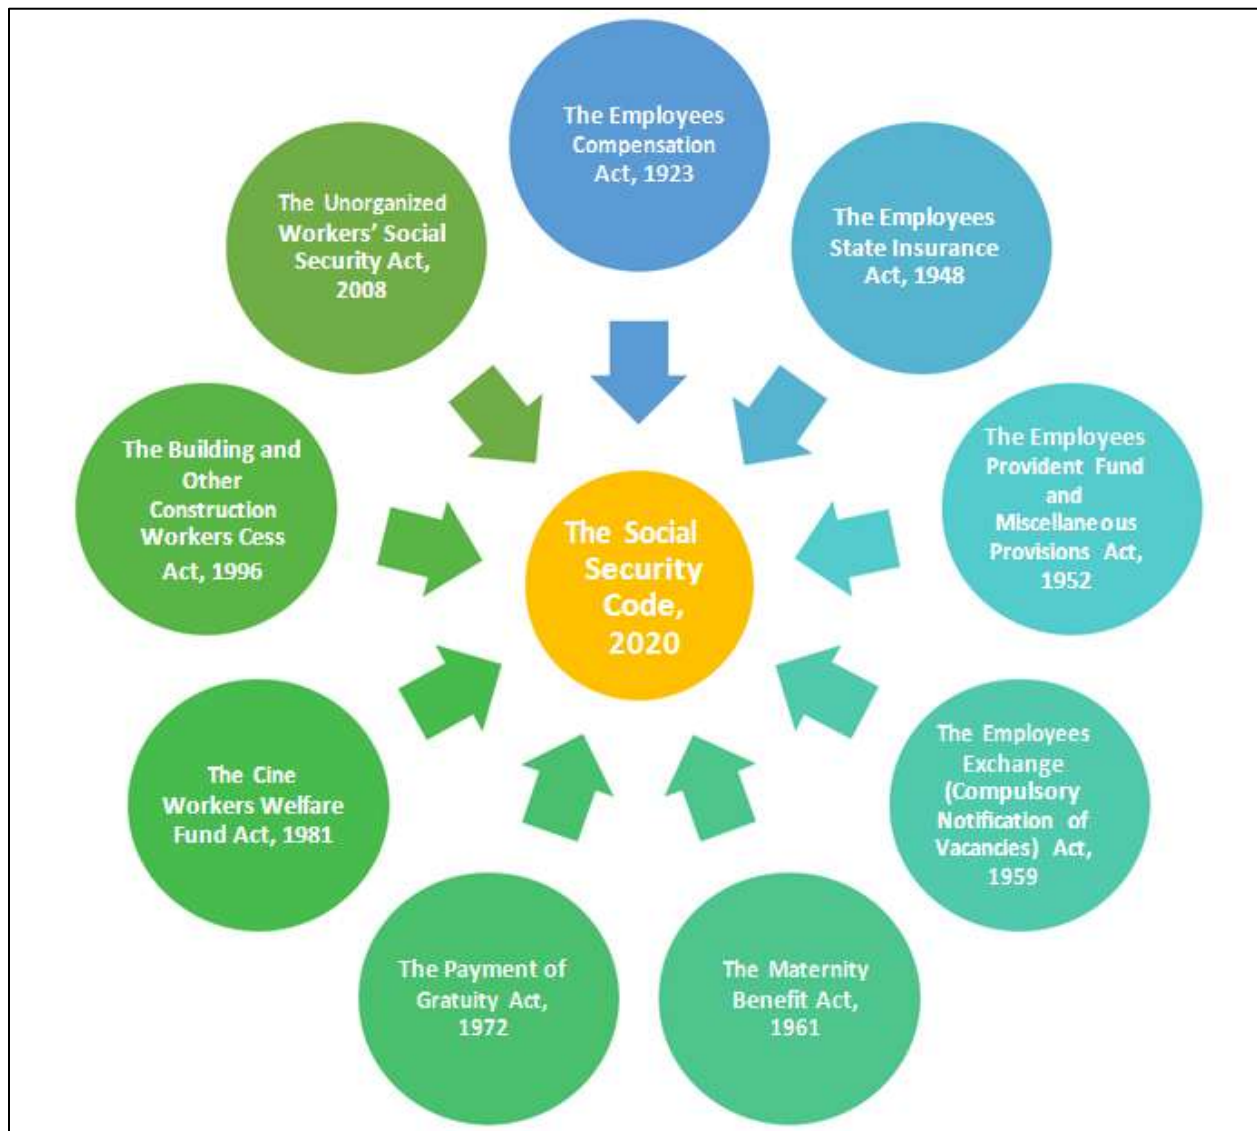 The Employees
Compensation
Act, 1923
The Employees
State Insurance
Act, 1948
The Employees
Provident Fund
and
Miscellaneous
Provisions Act,
1952
The Employees
Exchange
(Compulsory
Notification of
Vacancies) Act,
1959
The Maternity
Benefit Act,
1961
The Payment of
Gratuity Act,
1972
The Cine
Workers Welfare
Fund Act, 1981
The Building and
Other
Construction
Workers Cess
Act, 1996
The Unorganized
Workers’ Social
Security Act,
2008
The Social
Security
Code,
2020